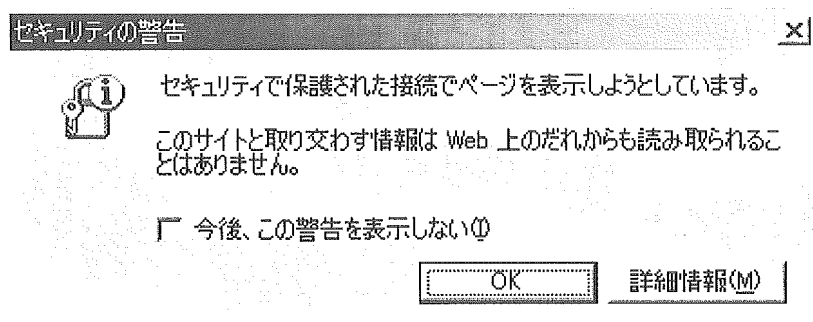 セキュリティの警告
セキュリティで保護された接続でページを表示しようとしています。
このサイトと取り交わす情報は Web 上のだれからも読み取られるこ
とはありません。
今後、この警告を表示しない(I)
OK 詳細情報(M)